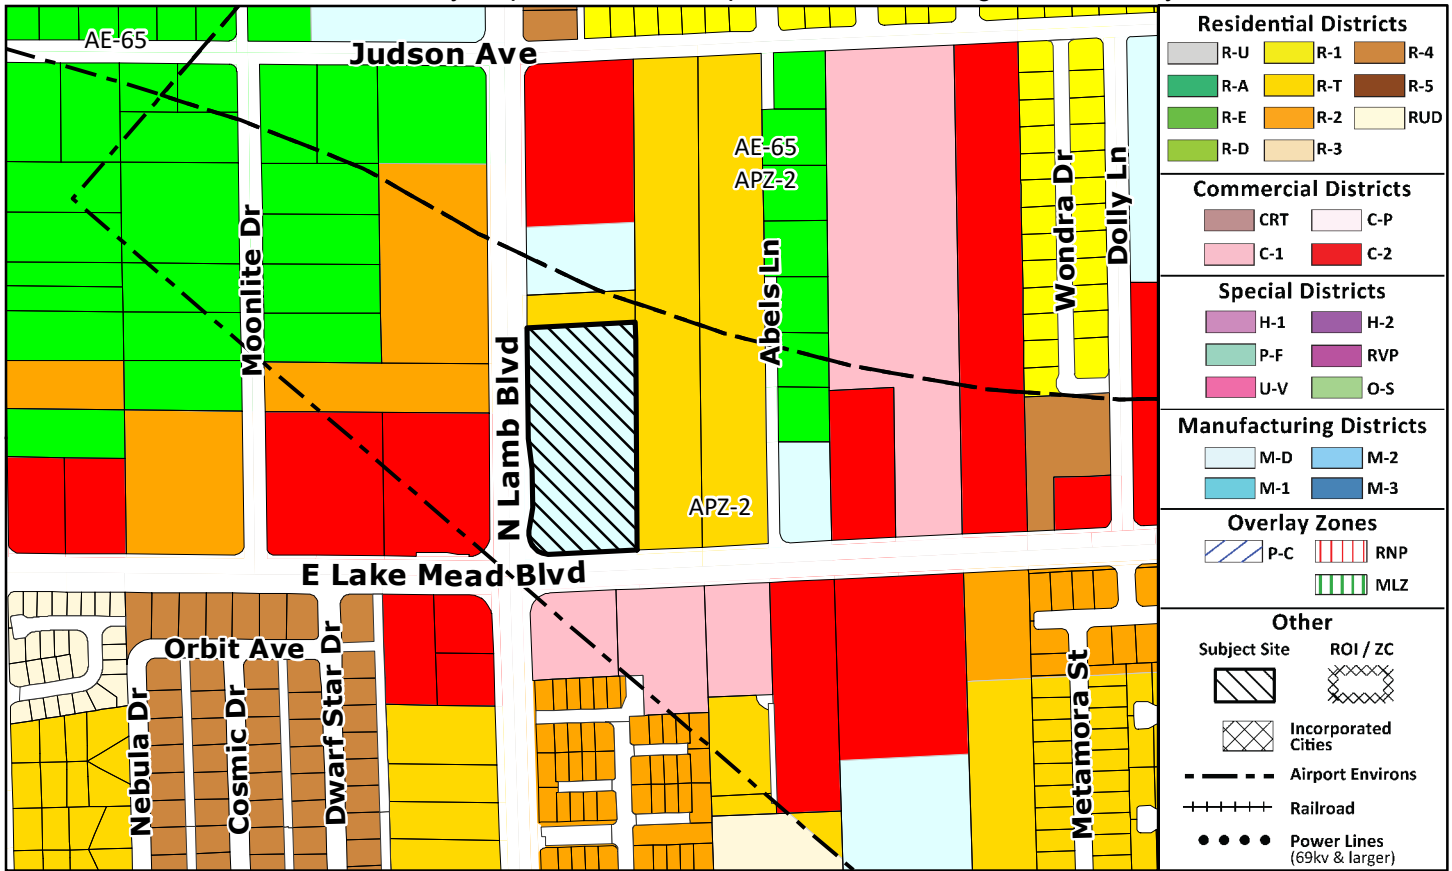 AE-65
Judson Ave
AE-65
APZ-2
Moonlite Dr
N Lamb Blvd
Abels Ln
Wondra Dr
Dolly Ln
APZ-2
E Lake Mead Blvd
Orbit Ave
Nebula Dr
Cosmic Dr
Dwarf Star Dr
Metamora St
Residential Districts
R-U R-1 R-4
R-A R-T R-5
R-E R-2 RUD
R-D R-3
Commercial Districts
CRT C-P
C-1 C-2
Special Districts
H-1 H-2
P-F RVP
U-V O-S
Manufacturing Districts
M-D M-2
M-1 M-3
Overlay Zones
P-C RNP
MLZ
Other
Subject Site ROI / ZC
Incorporated
Cities
Airport Environs
Railroad
Power Lines
(69kv & larger)